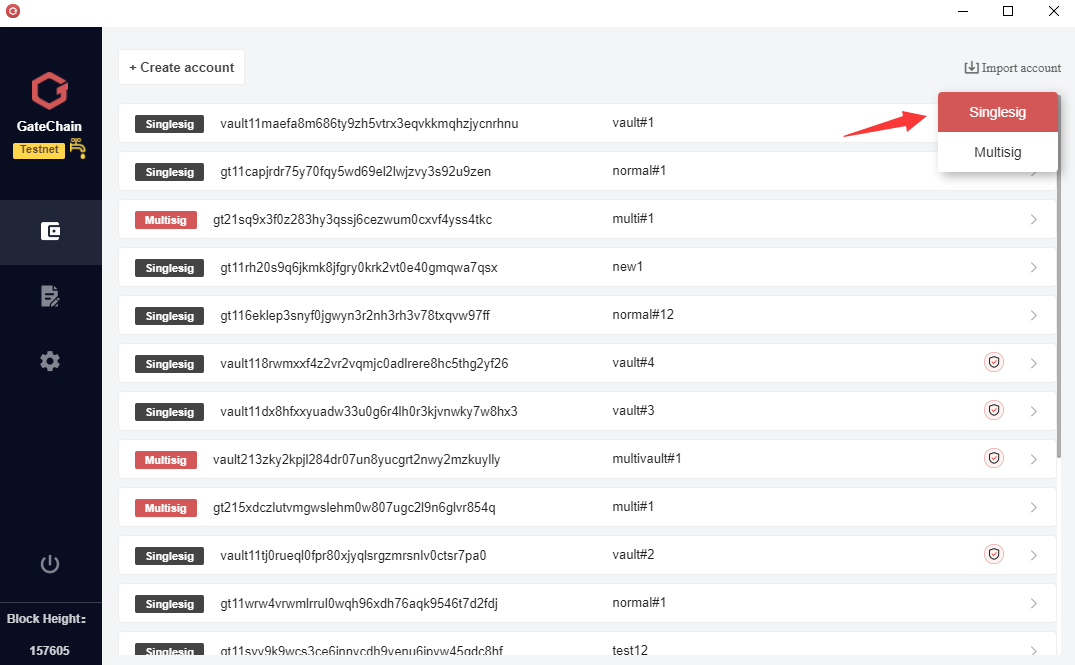 + Create account
Import account
GateChain
Testnet
Singlesig
Multisig
Singlesig vault11maefa8m686ty9zh5vtrx3eqvkkmqhzjycnrhnu vault#1
Singlesig gt11capjrdr75y70fqy5wd69el2lwjzvy3s92u9zen normal#1
Multisig gt21sq9x3f0z283hy3qssj6cezwum0cxvf4yss4tkc multi#1
Singlesig gt11rh20s9q6jkmk8jfgry0krk2vt0e40gmqwa7qsx new1
Singlesig gt116eklep3snyf0jgwyn3r2nh3rh3v78txqvw97ff normal#12
Singlesig vault118rwmxxf4z2vr2vqmjc0adlrere8hc5thg2yf26 vault#4
Singlesig vault11dx8hfxxyuadw33u0g6r4lh0r3kjvnwky7w8hx3 vault#3
Multisig vault213zky2kpjl284dr07un8yucgrt2nwy2mzkuylly multivault#1
Multisig gt215xdczlutvmgwslehm0w807ugc2l9n6glvr854q multi#1
Singlesig vault11tj0rueql0fpr80xjyqlsrgzmrsnlv0ctsr7pa0 vault#2
Singlesig gt11wrw4vrwmlrrul0wqh96xdh76aqk9546t7d2fdj normal#1
Singlesig test12
Block Height:
157605